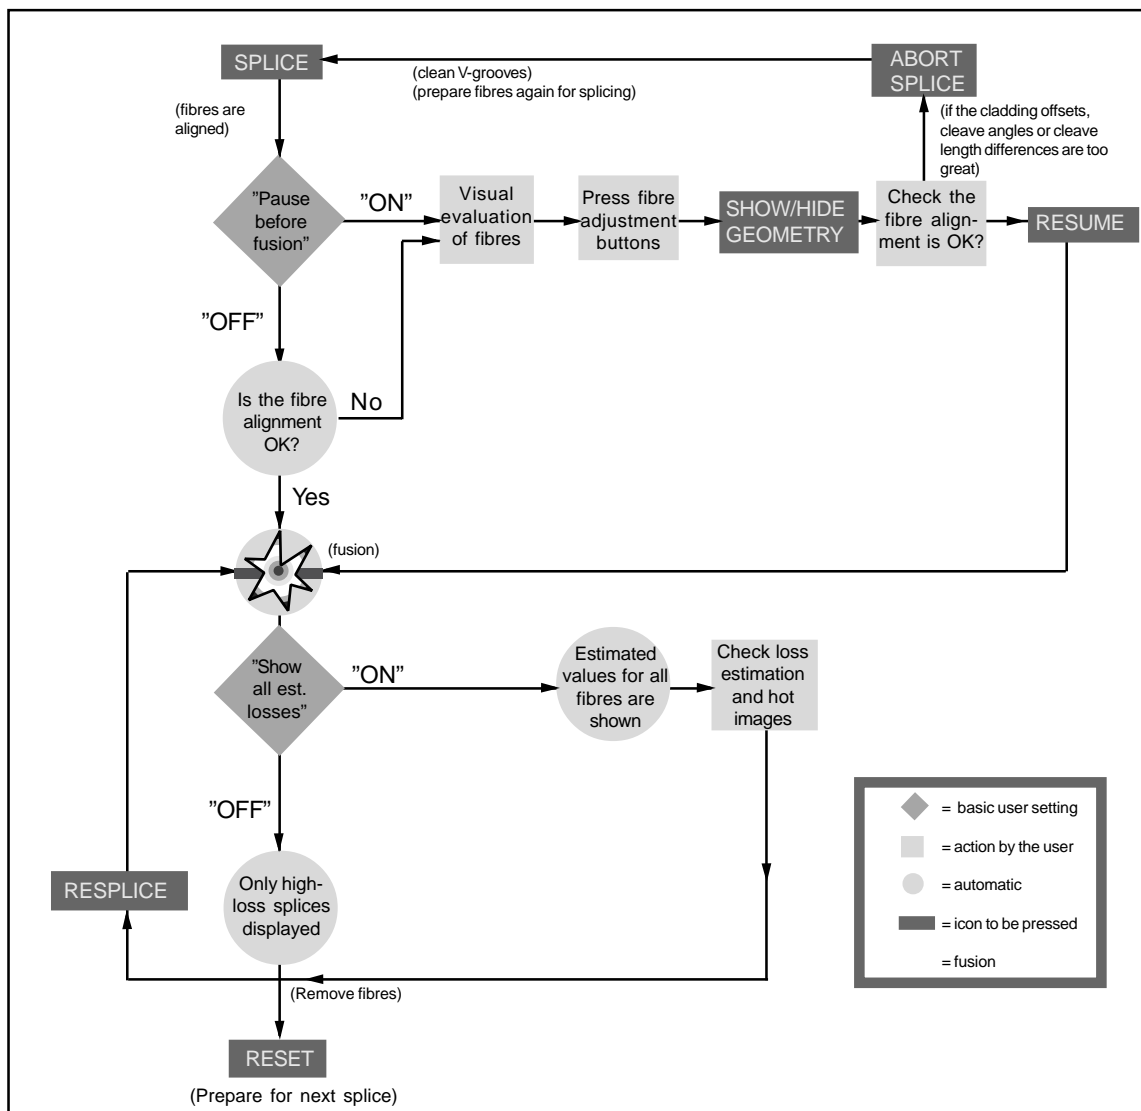 SPLICE
(clean V-grooves)
(prepare fibres again for splicing)
ABORT
SPLICE
(fibres are
aligned)
(if the cladding offsets,
cleave angles or cleave
length differences are too
great)
”Pause
before
fusion”
”ON”
Visual
evaluation
of fibres
Press fibre
adjustment
buttons
SHOW/HIDE
GEOMETRY
Check the
fibre align-
ment is OK?
RESUME
”OFF”
Is the fibre
alignment
OK?
No
Yes
(fusion)
”Show
all est.
losses”
”ON”
Estimated
values for all
fibres are
shown
Check loss
estimation
and hot
images
”OFF”
RESPLICE
Only high-
loss splices
displayed
(Remove fibres)
RESET
(Prepare for next splice)
= basic user setting
= action by the user
= automatic
= icon to be pressed
= fusion